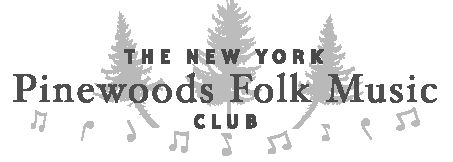 THE NEW YORK
Pinewoods Folk Music
CLUB